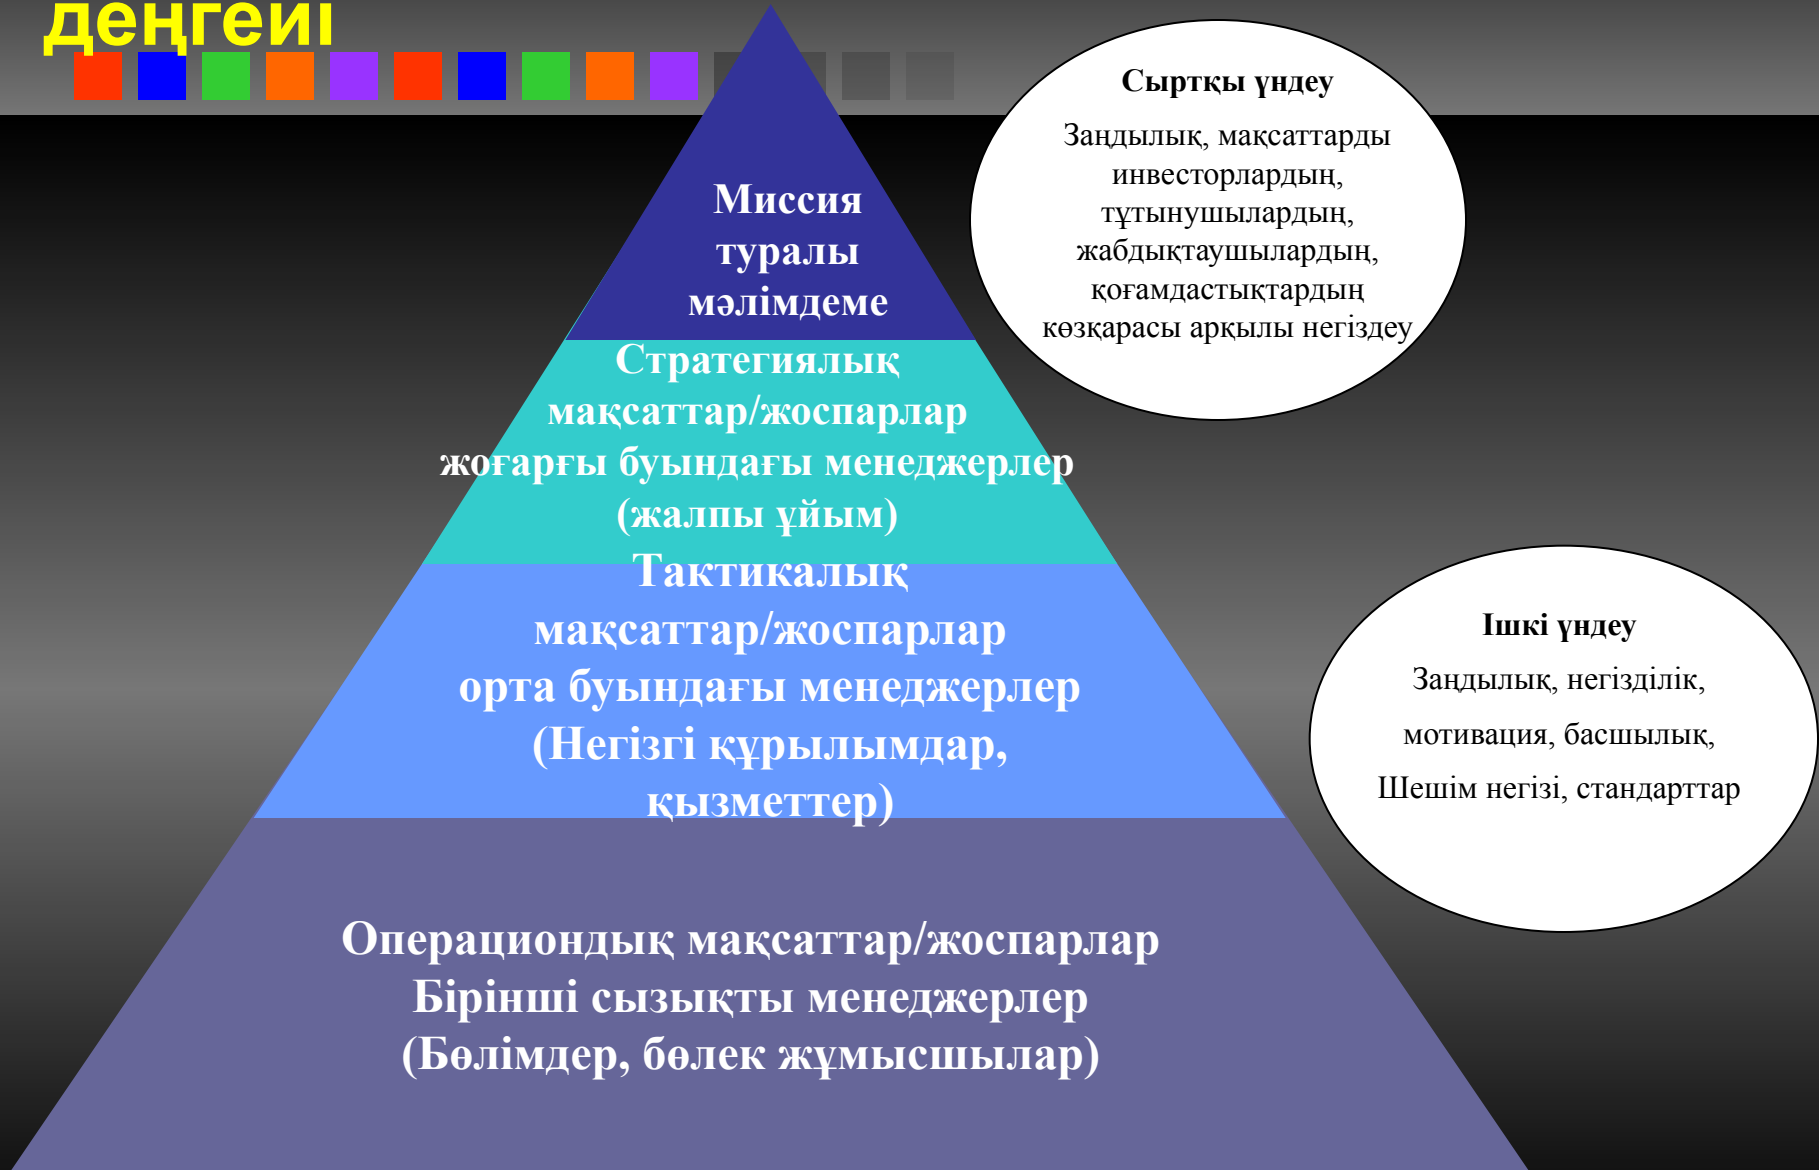 деңгейі
Миссия
туралы
мәлімдеме
Стратегиялық
мақсаттар/жоспарлар
жоғарғы буындағы менеджерлер
(жалпы ұйым)
Тактикалық
мақсаттар/жоспарлар
орта буындағы менеджерлер
(Негізгі құрылымдар,
қызметтер)
Операциондық мақсаттар/жоспарлар
Бірінші сызықты менеджерлер
(Бөлімдер, бөлек жұмысшылар)
Сыртқы үндеу
Заңдылық, мақсаттарды
инвесторлардың,
тұтынушылардың,
жабдықтаушылардың,
қоғамдастықтардың
көзқарасы арқылы негіздеу
Ішкі үндеу
Заңдылық, негізділік,
мотивация, басшылық,
Шешім негізі, стандарттар